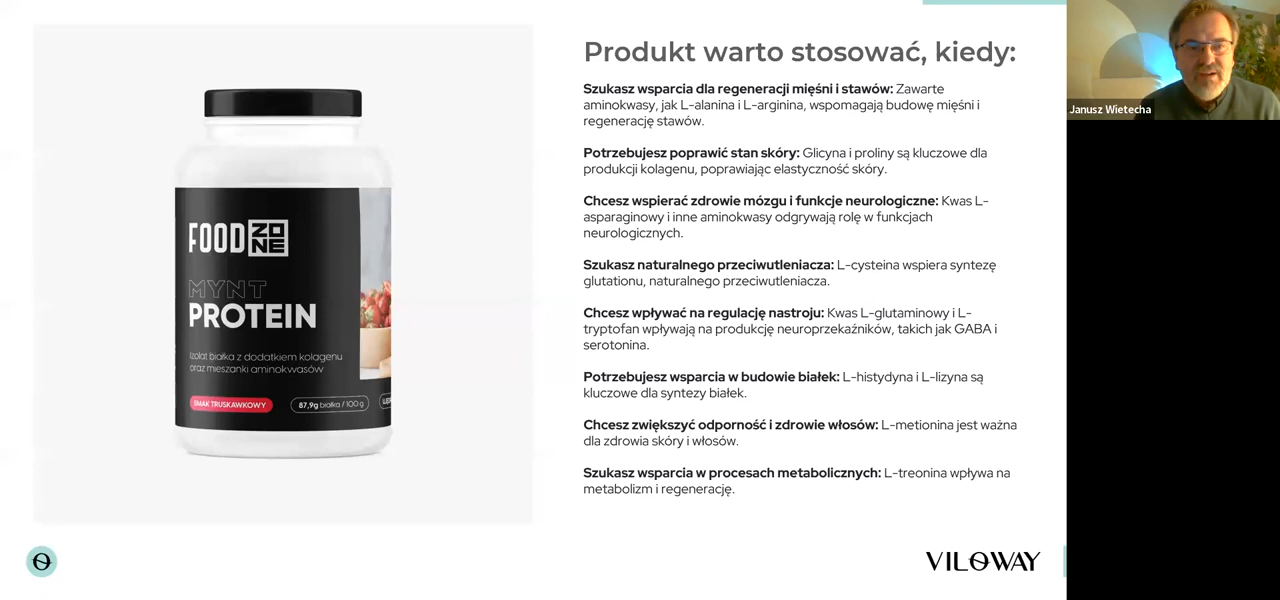 Produkt warto stosować, kiedy:
Szukasz wsparcia dla regeneracji mięśni i stawów: Zawarte
aminokwasy, jak L-alanina i L-arginina, wspomagają budowę mięśni i
regenerację stawów.
Potrzebujesz poprawić stan skóry: Glicyna i proliny są kluczowe dla
produkcji kolagenu, poprawiając elastyczność skóry.
Chcesz wspierać zdrowie mózgu i funkcje neurologiczne: Kwas L-
asparaginowy i inne aminokwasy odgrywają rolę w funkcjach
neurologicznych.
Szukasz naturalnego przeciwutleniacza: L-cysteina wspiera syntezę
glutationu, naturalnego przeciwutleniacza.
Chcesz wpływać na regulację nastroju: Kwas L-glutaminowy i L-
tryptofan wpływają na produkcję neuroprzekaźników, takich jak GABA i
serotonina.
Potrzebujesz wsparcia w budowie białek: L-histydyna i L-lizyna są
kluczowe dla syntezy białek.
Chcesz zwiększyć odporność i zdrowie włosów: L-metionina jest ważna
dla zdrowia skóry i włosów.
Szukasz wsparcia w procesach metabolicznych: L-treonina wpływa na
metabolizm i regenerację.
FOOD ZO
NE
MYNT
PROTEIN
Izolat białka z dodatkiem kolagenu
oraz mieszanki aminokwasów
SMAK TRUSKAWKOWY 87,9g białka / 100 g
VILOWAY
Janusz Wietecha